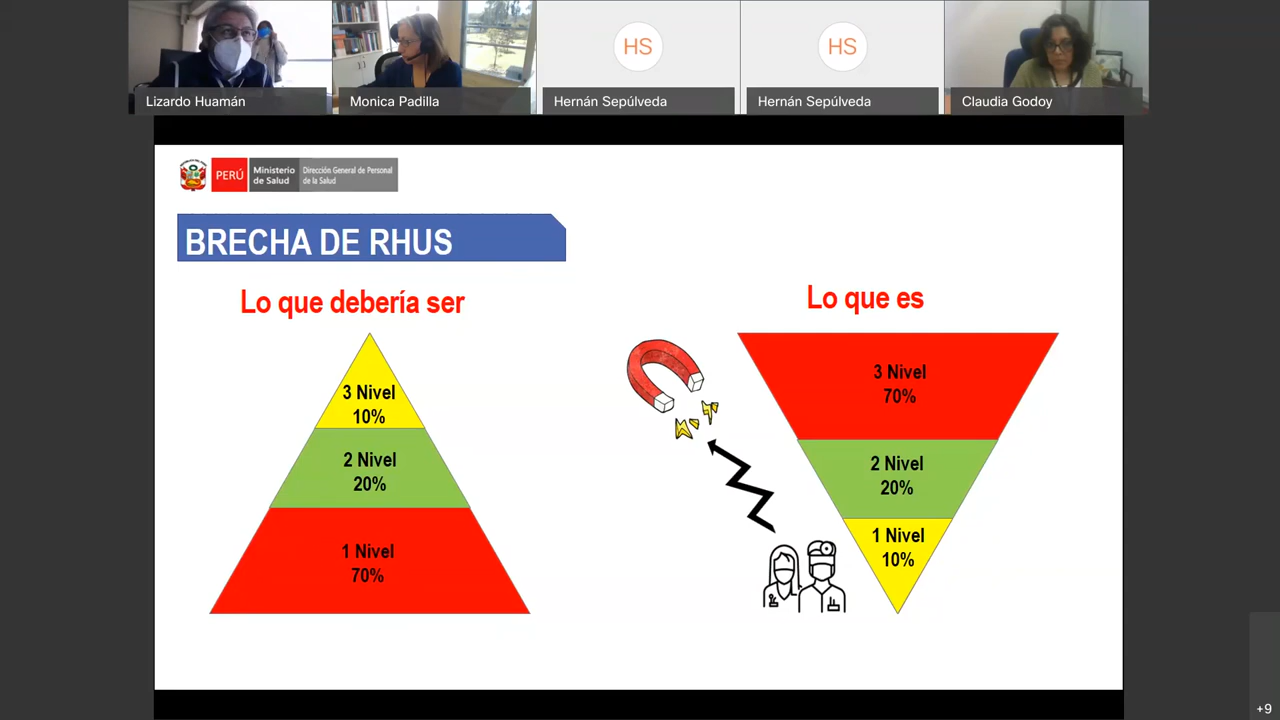 HS
HS
Lizardo Huamán
Monica Padilla
Hernán Sepúlveda
Hernán Sepúlveda
Claudia Godoy
PERÚ
Ministerio
de Salud
Dirección General de Personal
de la Salud
BRECHA DE RHUS
Lo que debería ser
3 Nivel
10%
2 Nivel
20%
1 Nivel
70%
Lo que es
3 Nivel
70%
2 Nivel
20%
1 Nivel
10%
+9